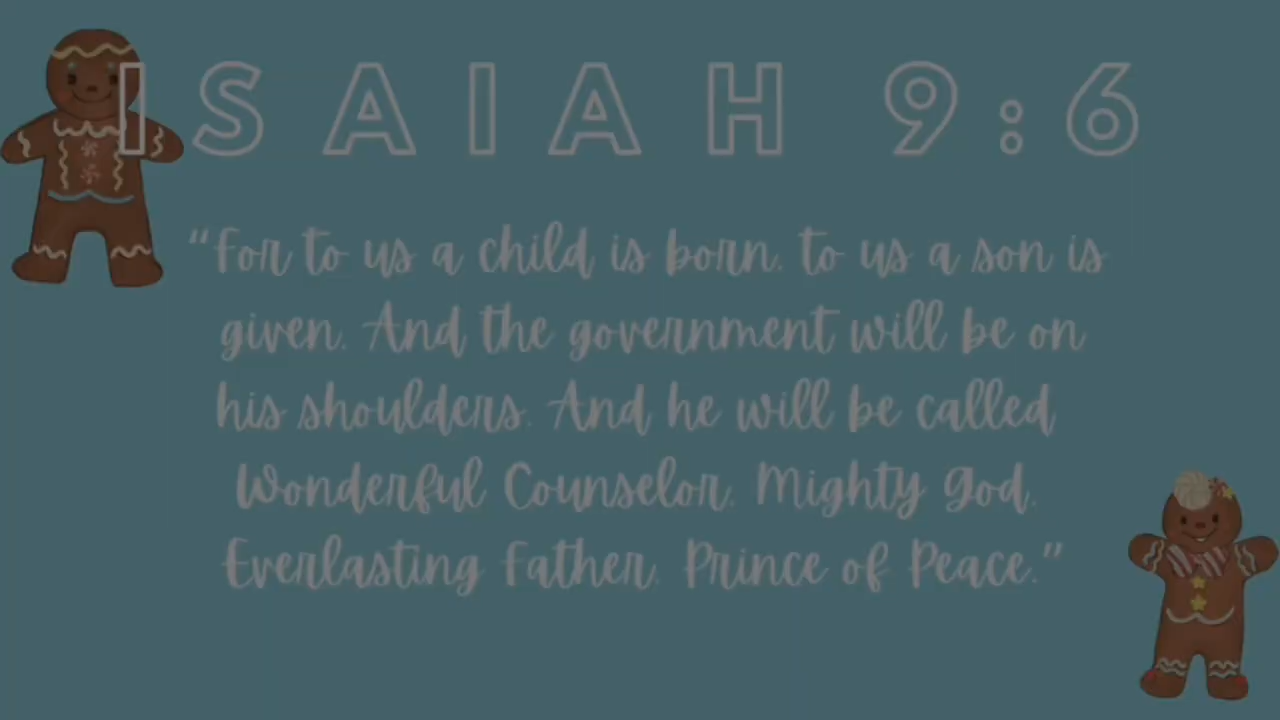 ISAIAH 9:6
“For to us a child is born, to us a son is
given. And the government will be on
his shoulders. And he will be called
Wonderful Counselor, Mighty God,
Everlasting Father, Prince of Peace.”